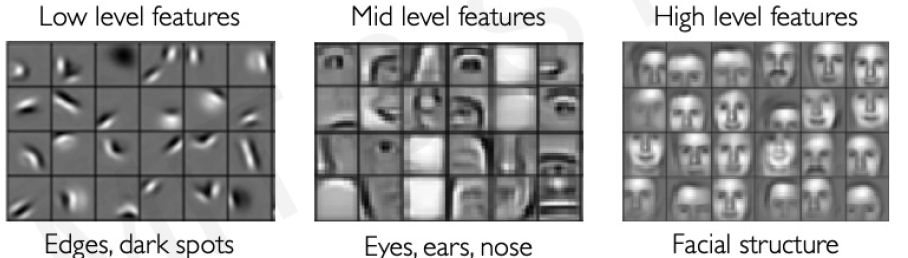 Low level features
Mid level features
High level features
Edges, dark spots
Eyes, ears, nose
Facial structure